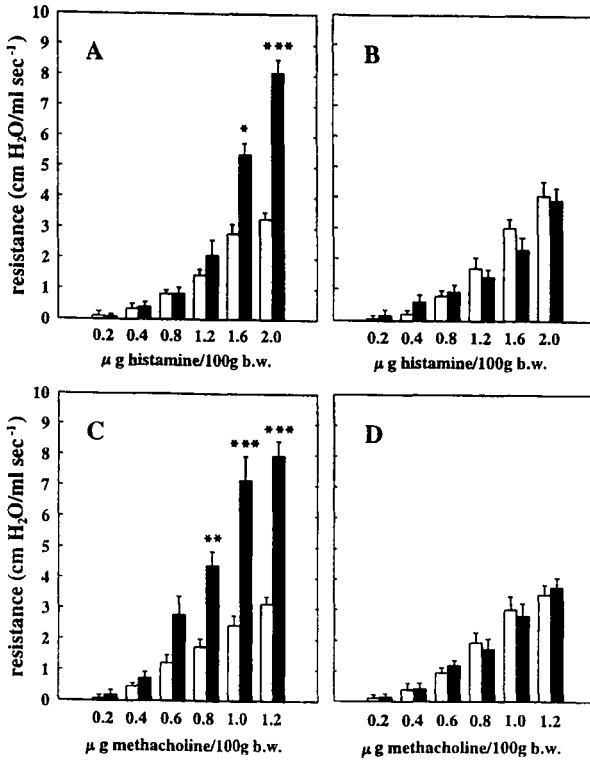 10
9
8
7
6
5
4
3
2
1
0
resistance (cm H₂O/ml sec⁻¹)
A
*
***
0.2 0.4 0.8 1.2 1.6 2.0
μ g histamine/100g b.w.
B
0.2 0.4 0.8 1.2 1.6 2.0
μ g histamine/100g b.w.
10
9
8
7
6
5
4
3
2
1
0
resistance (cm H₂O/ml sec⁻¹)
C
**
***
***
0.2 0.4 0.6 0.8 1.0 1.2
μ g methacholine/100g b.w.
D
0.2 0.4 0.6 0.8 1.0 1.2
μ g methacholine/100g b.w.